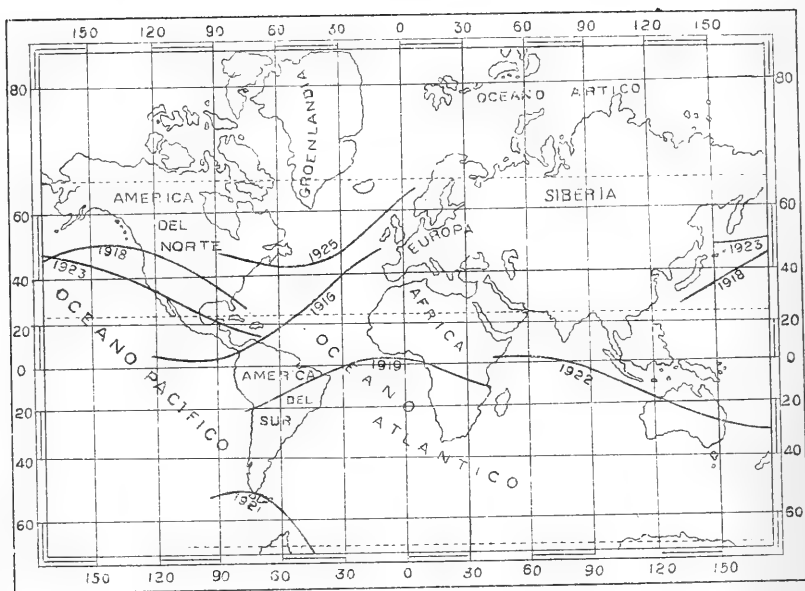 150 120 90 60 30 0 30 60 90 120 150
80 80
OCEANO ARTICO
GROENLANDIA
AMERICA
DEL
NORTE
SIBERIA
60 60
EUROPA
1925
1918
1923
1923
1918
40 40
1916
AFRICA
20 20
OCEANO PACÍFICO
OCEANO ATLANTICO
0 0
1919
1922
AMERICA
DEL
SUR
20 20
40 40
1921
60 60
150 120 90 60 30 0 30 60 90 120 150